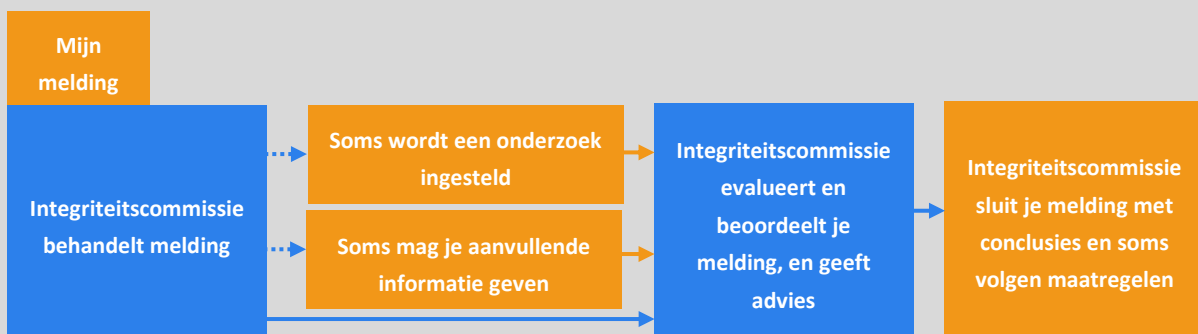 Mijn
melding
Integriteitscommissie
behandelt melding
Soms wordt een onderzoek
ingesteld
Soms mag je aanvullende
informatie geven
Integriteitscommissie
evalueert en
beoordeelt je
melding, en geeft
advies
Integriteitscommissie
sluit je melding met
conclusies en soms
volgen maatregelen